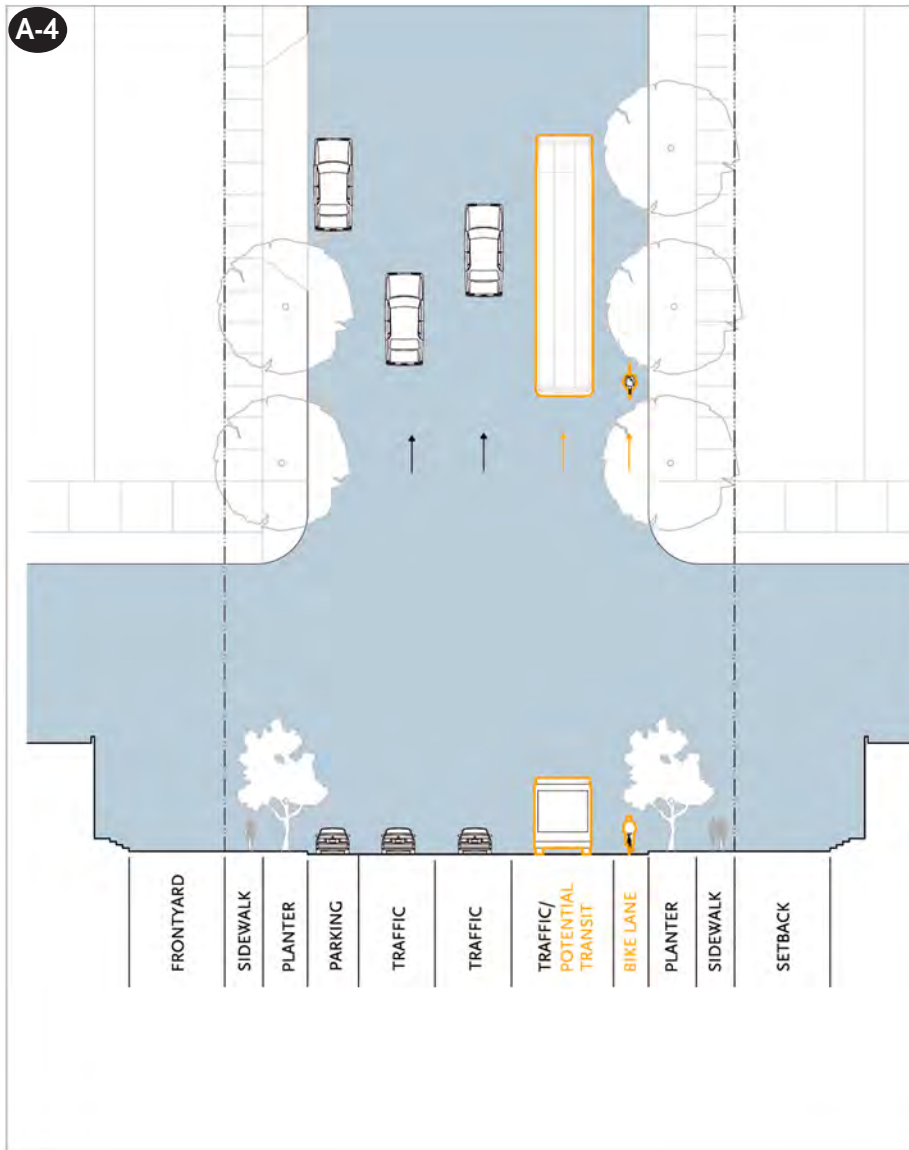 A-4
FRONTYARD
SIDEWALK
PLANTER
PARKING
TRAFFIC
TRAFFIC
TRAFFIC/
POTENTIAL
TRANSIT
BIKE LANE
PLANTER
SIDEWALK
SETBACK